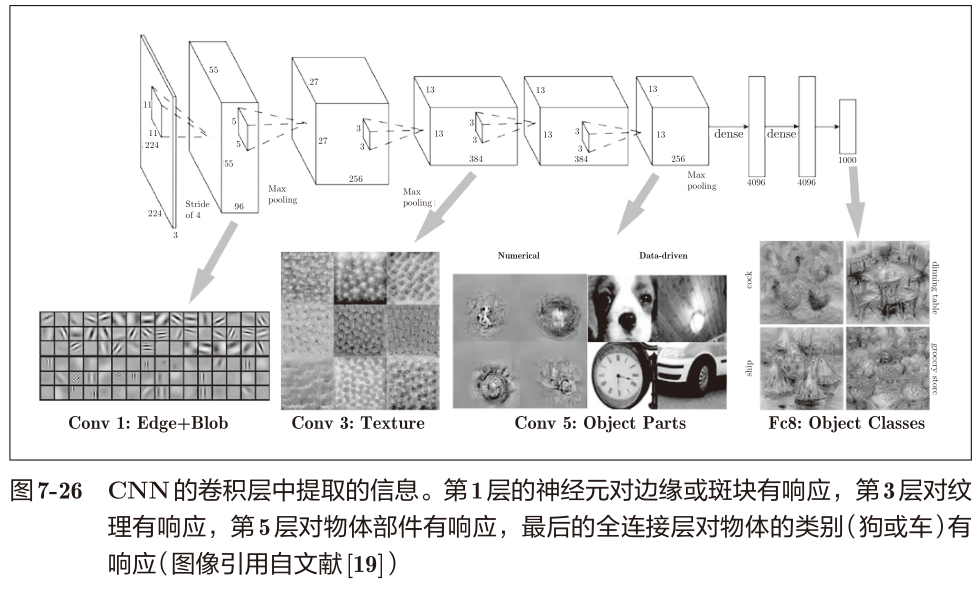 55
27
13
13
13
11
11
224
5
5
3
3
3
3
3
3
27
13
13
13
55
dense
dense
256
384
384
256
1000
4096
4096
224
3
Stride
of 4
96
Max
pooling
Max
pooling
Max
pooling
Numerical
Data-driven
cock
dinning table
ship
grocery store
Conv 1: Edge+Blob
Conv 3: Texture
Conv 5: Object Parts
Fc8: Object Classes
图7-26 CNN的卷积层中提取的信息。第1层的神经元对边缘或斑块有响应，第3层对纹
理有响应，第5层对物体部件有响应，最后的全连接层对物体的类别（狗或车）有
响应（图像引用自文献[19]）